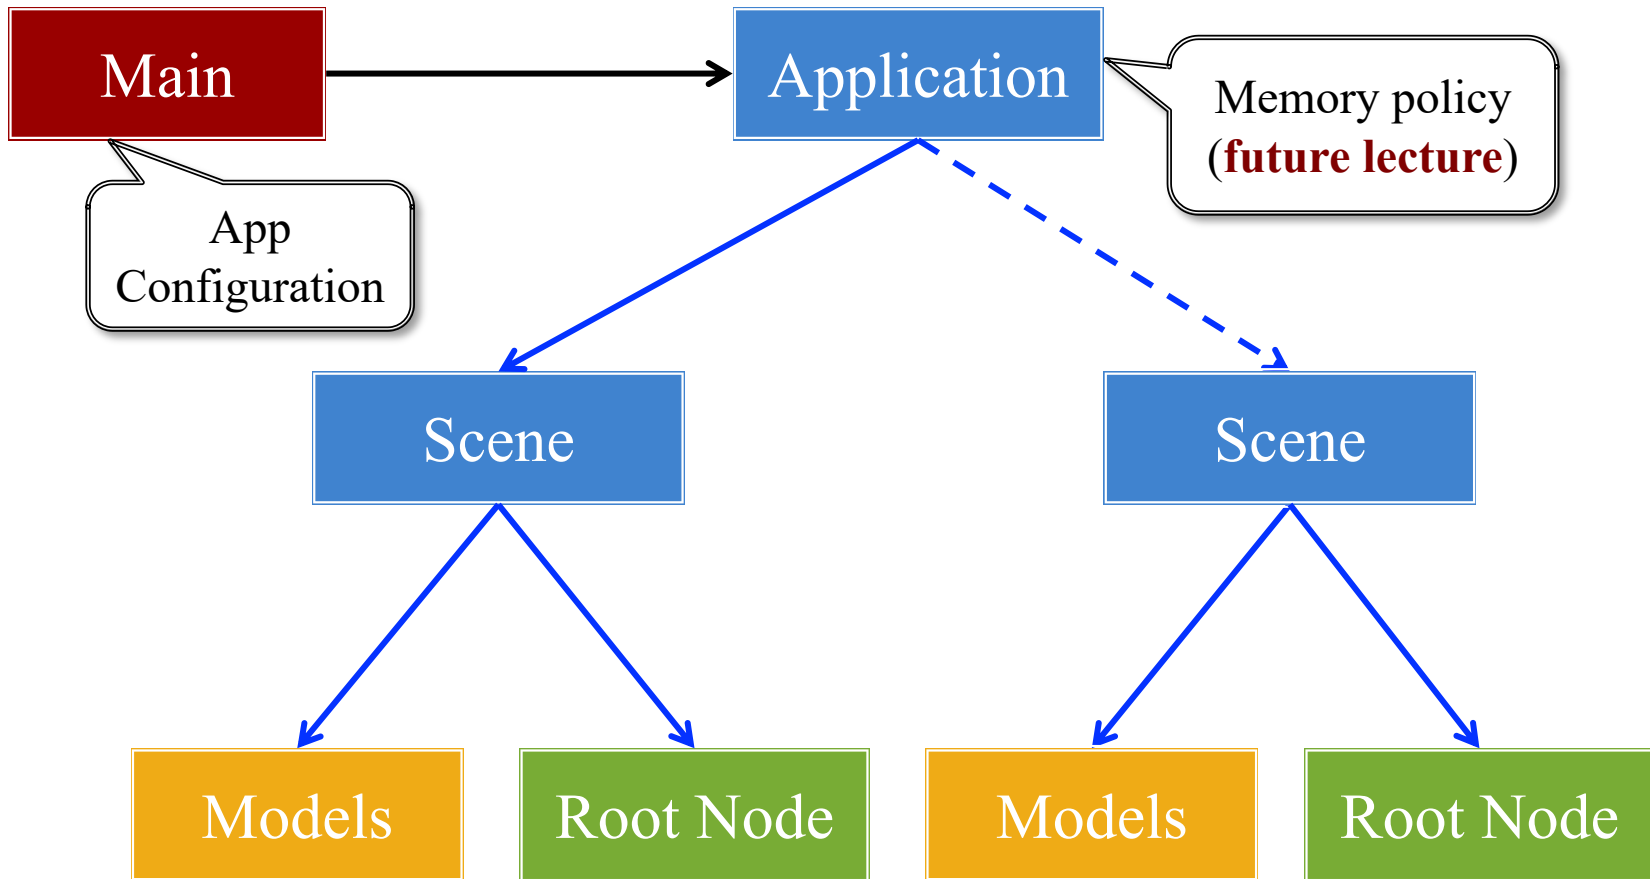 Main
Application
Memory policy
(future lecture)
App
Configuration
Scene
Scene
Models
Root Node
Models
Root Node